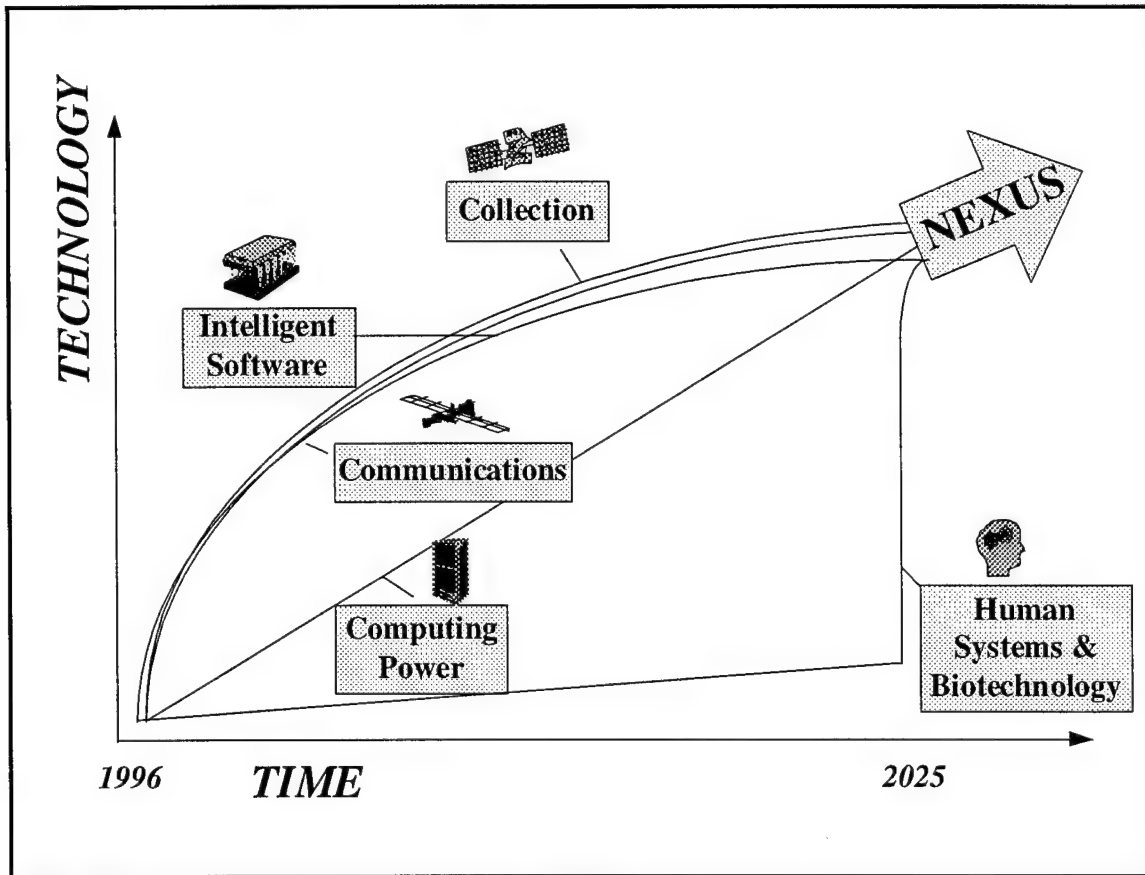 TECHNOLOGY
Collection
NEXUS
Intelligent
Software
Communications
Computing
Power
Human
Systems &
Biotechnology
1996
TIME
2025